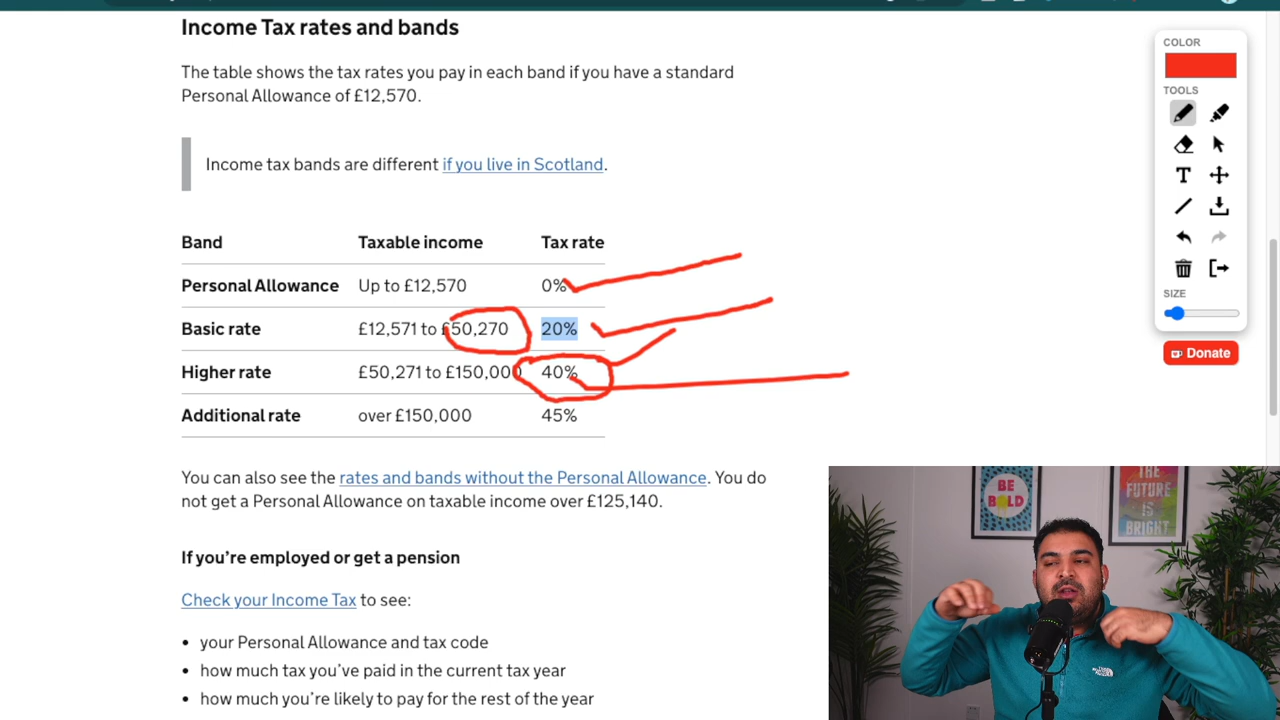 Income Tax rates and bands
The table shows the tax rates you pay in each band if you have a standard
Personal Allowance of £12,570.
Income tax bands are different if you live in Scotland.
Band Taxable income Tax rate
Personal Allowance Up to £12,570 0%
Basic rate £12,571 to £50,270 20%
Higher rate £50,271 to £150,000 40%
Additional rate over £150,000 45%
You can also see the rates and bands without the Personal Allowance. You do
not get a Personal Allowance on taxable income over £125,140.
If you’re employed or get a pension
Check your Income Tax to see:
• your Personal Allowance and tax code
• how much tax you’ve paid in the current tax year
• how much you’re likely to pay for the rest of the year
COLOR
TOOLS
T
SIZE
Donate
BE
BOLD
THE
FUTURE
IS
BRIGHT